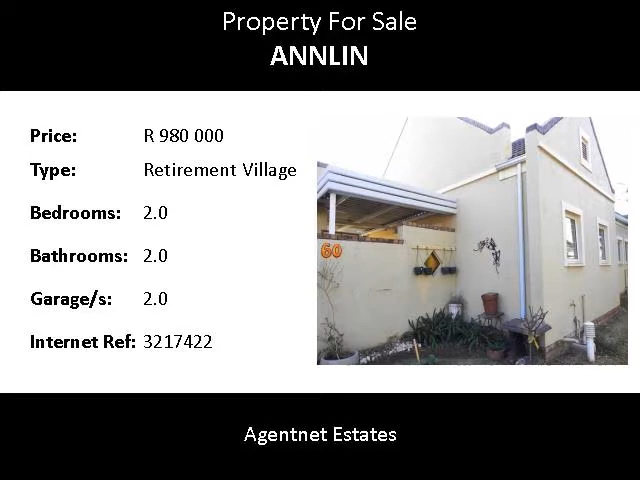 Property For Sale
ANNLIN
Price: R 980 000
Type: Retirement Village
Bedrooms: 2.0
Bathrooms: 2.0
Garage/s: 2.0
Internet Ref: 3217422
60
Agentnet Estates